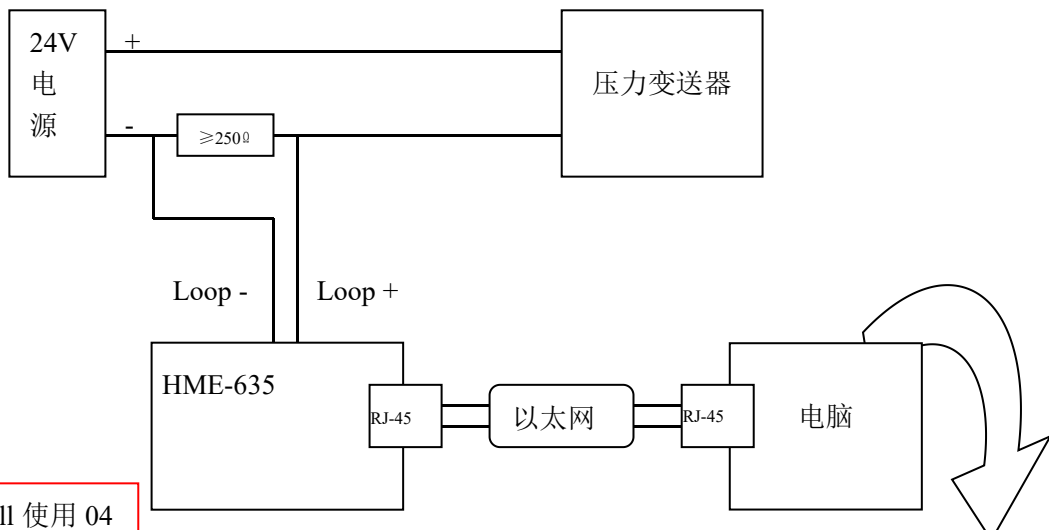 24V
电
源
+
-
≥250Ω
压力变送器
Loop -
Loop +
HME-635
RJ-45
以太网
RJ-45
电脑
ll 使用 04